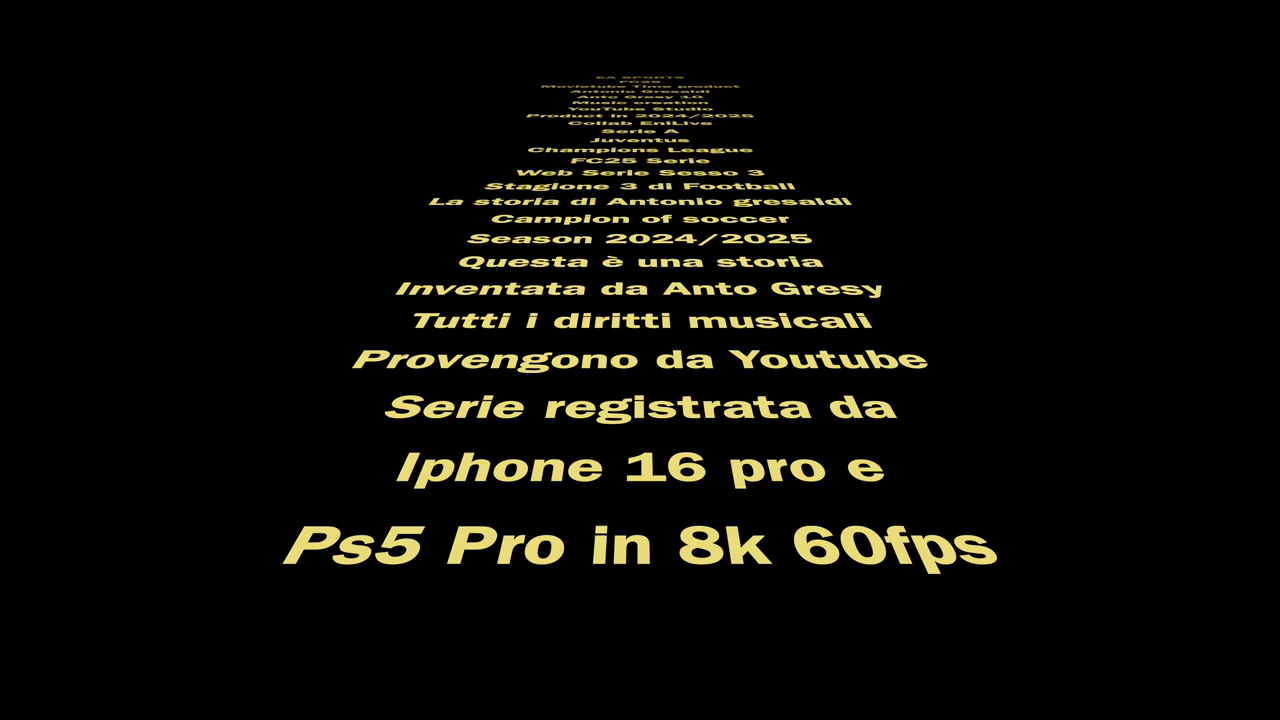 EA SPORTS
FC25
Movietube Time product
Antonio Gresaldi
Anto Gresy 10
Music creation
YouTube Studio
Product in 2024/2025
Collab EniLive
Serie A
Juventus
Champions League
FC25 Serie
Web Serie Sesso 3
Stagione 3 di Football
La storia di Antonio gresaldi
Campion of soccer
Season 2024/2025
Questa è una storia
Inventata da Anto Gresy
Tutti i diritti musicali
Provengono da Youtube
Serie registrata da
Iphone 16 pro e
Ps5 Pro in 8k 60fps